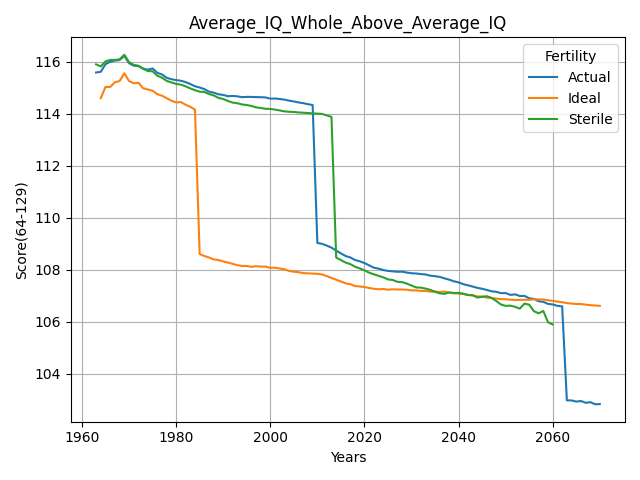 Average_IQ_Whole_Above_Average_IQ
Score(64-129)
116
114
112
110
108
106
104
Fertility
Actual
Ideal
Sterile
1960 1980 2000 2020 2040 2060
Years